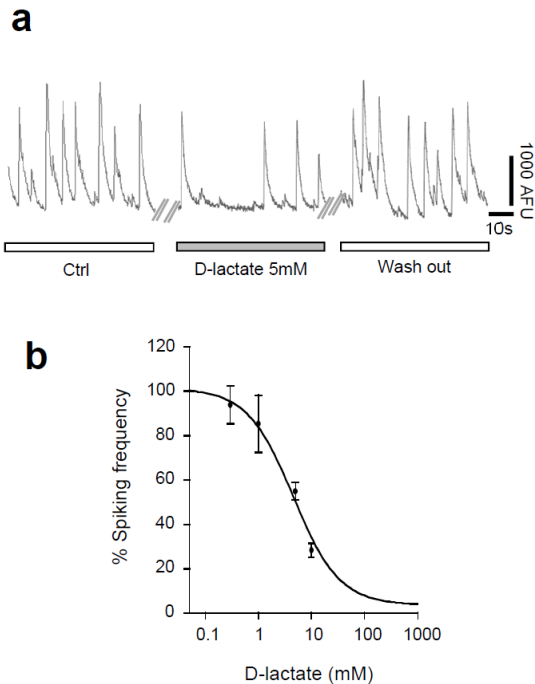 a
1000 AFU
10s
Ctrl
D-lactate 5mM
Wash out
b
120
100
80
60
40
20
0
% Spiking frequency
0.1
1
10
100
1000
D-lactate (mM)